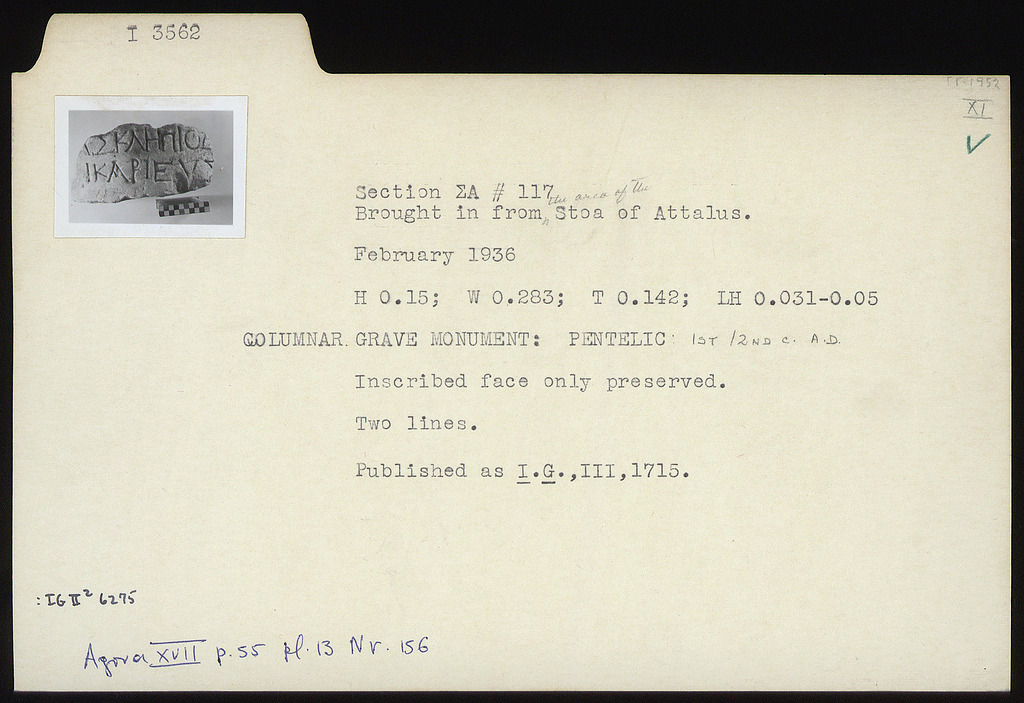 I 3562
1952
XI
ΑΣΚΛΗΠΙΟΣ
ΙΚΑΡΙΕΥΣ
Section ΣΑ # 117
the area of the
Brought in from Stoa of Attalus.
February 1936
H 0.15; W 0.283; T 0.142; LH 0.031-0.05
COLUMNAR GRAVE MONUMENT: PENTELIC: 1ST /2ND C. A.D.
Inscribed face only preserved.
Two lines.
Published as I.G.,III,1715.
: IG II² 6275
Agora XVII p.55 pl.13 Nr. 156